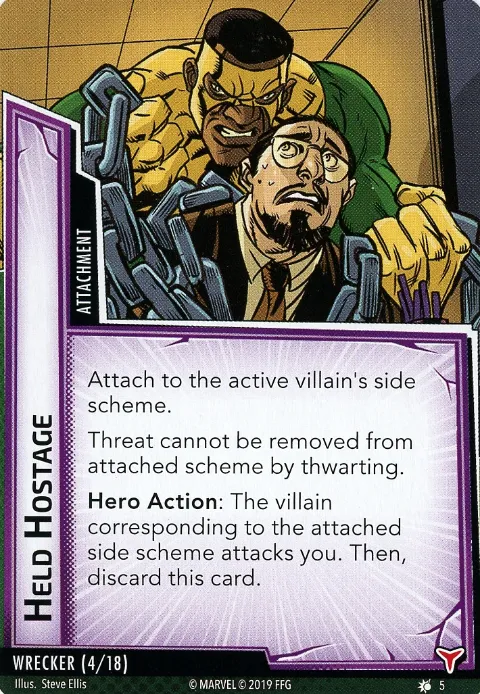 ATTACHMENT
HELD HOSTAGE
Attach to the active villain's side
scheme.
Threat cannot be removed from
attached scheme by thwarting.
Hero Action: The villain
corresponding to the attached
side scheme attacks you. Then,
discard this card.
WRECKER (4/18)
Illus. Steve Ellis
© MARVEL © 2019 FFG
5